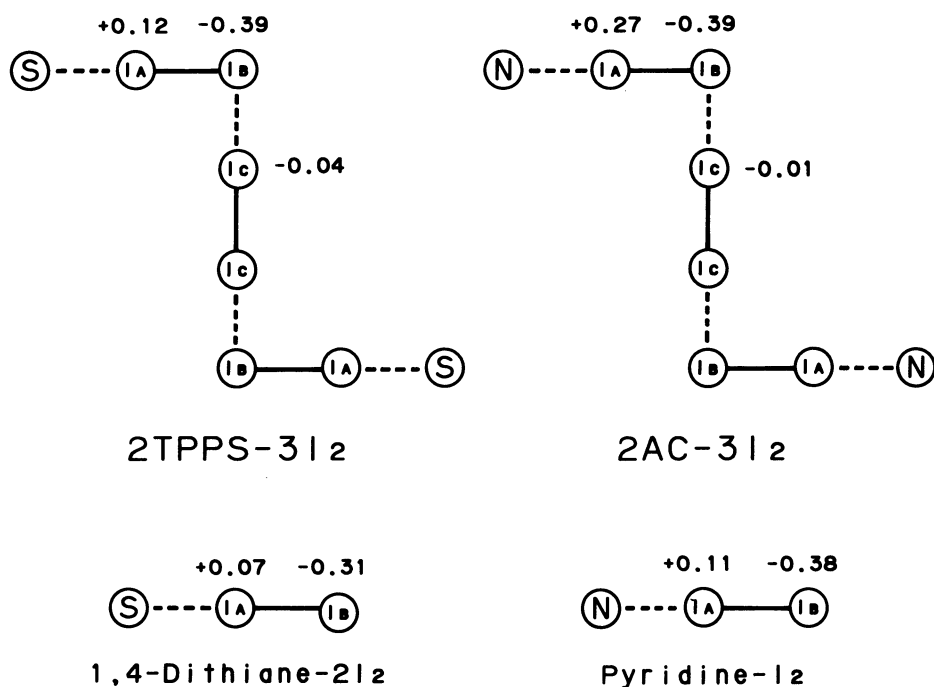 +0.12 -0.39 +0.27 -0.39
S IA IB N IA IB
IC -0.04 IC -0.01
IC IC
IB IA S IB IA N
2TPPS-3I2 2AC-3I2
+0.07 -0.31 +0.11 -0.38
S IA IB N IA IB
1,4-Dithiane-2I2 Pyridine-I2